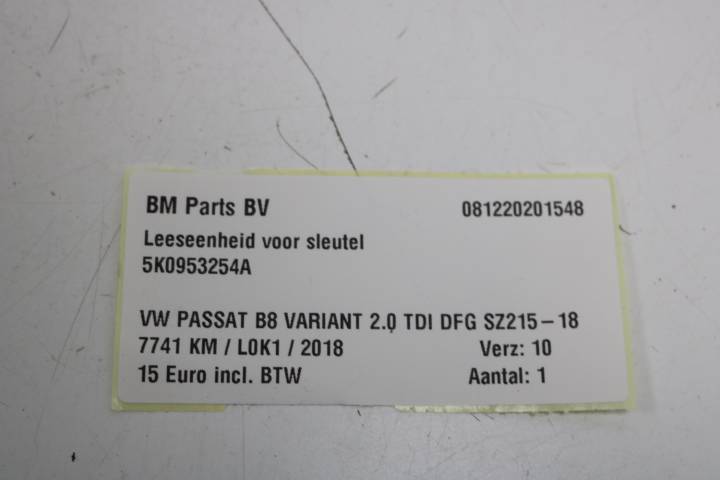 BM Parts BV 081220201548
Leeseenheid voor sleutel
5K0953254A
VW PASSAT B8 VARIANT 2.0 TDI DFG SZ215-18
7741 KM / L0K1 / 2018 Verz: 10
15 Euro incl. BTW Aantal: 1